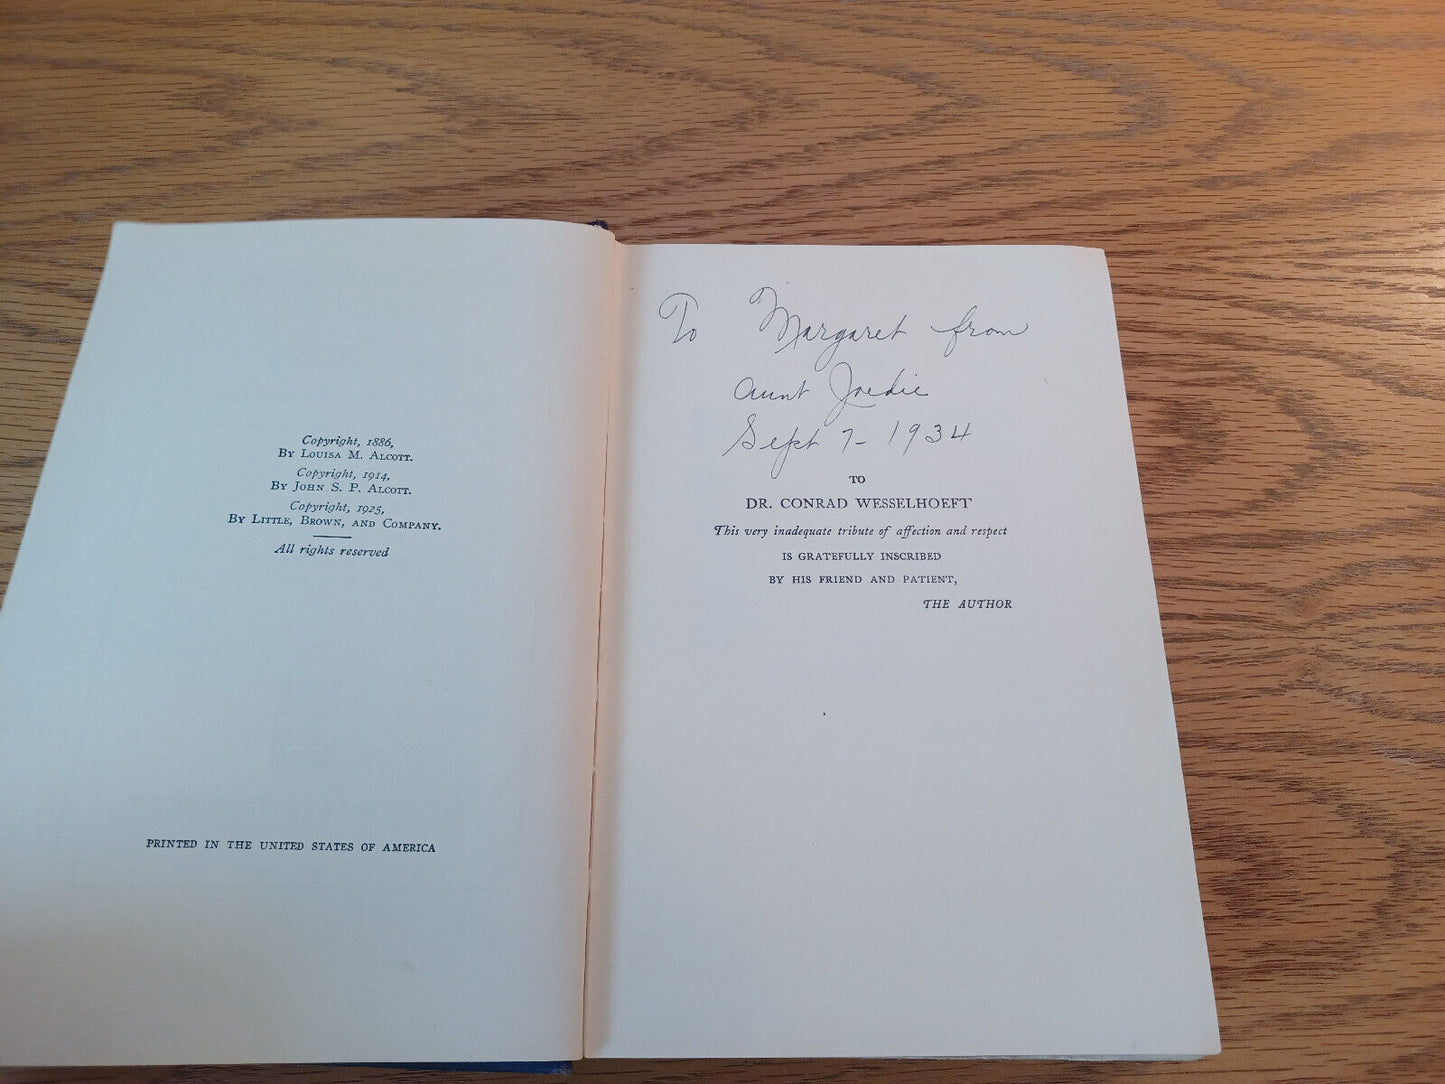 Copyright, 1886,
By Louisa M. Alcott.
Copyright, 1914,
By John S. P. Alcott.
Copyright, 1925,
By Little, Brown, and Company.
All rights reserved
PRINTED IN THE UNITED STATES OF AMERICA
To Margaret from
Aunt
Sept 7- 1934
TO
DR. CONRAD WESSELHOEFT
This very inadequate tribute of affection and respect
IS GRATEFULLY INSCRIBED
BY HIS FRIEND AND PATIENT,
THE AUTHOR